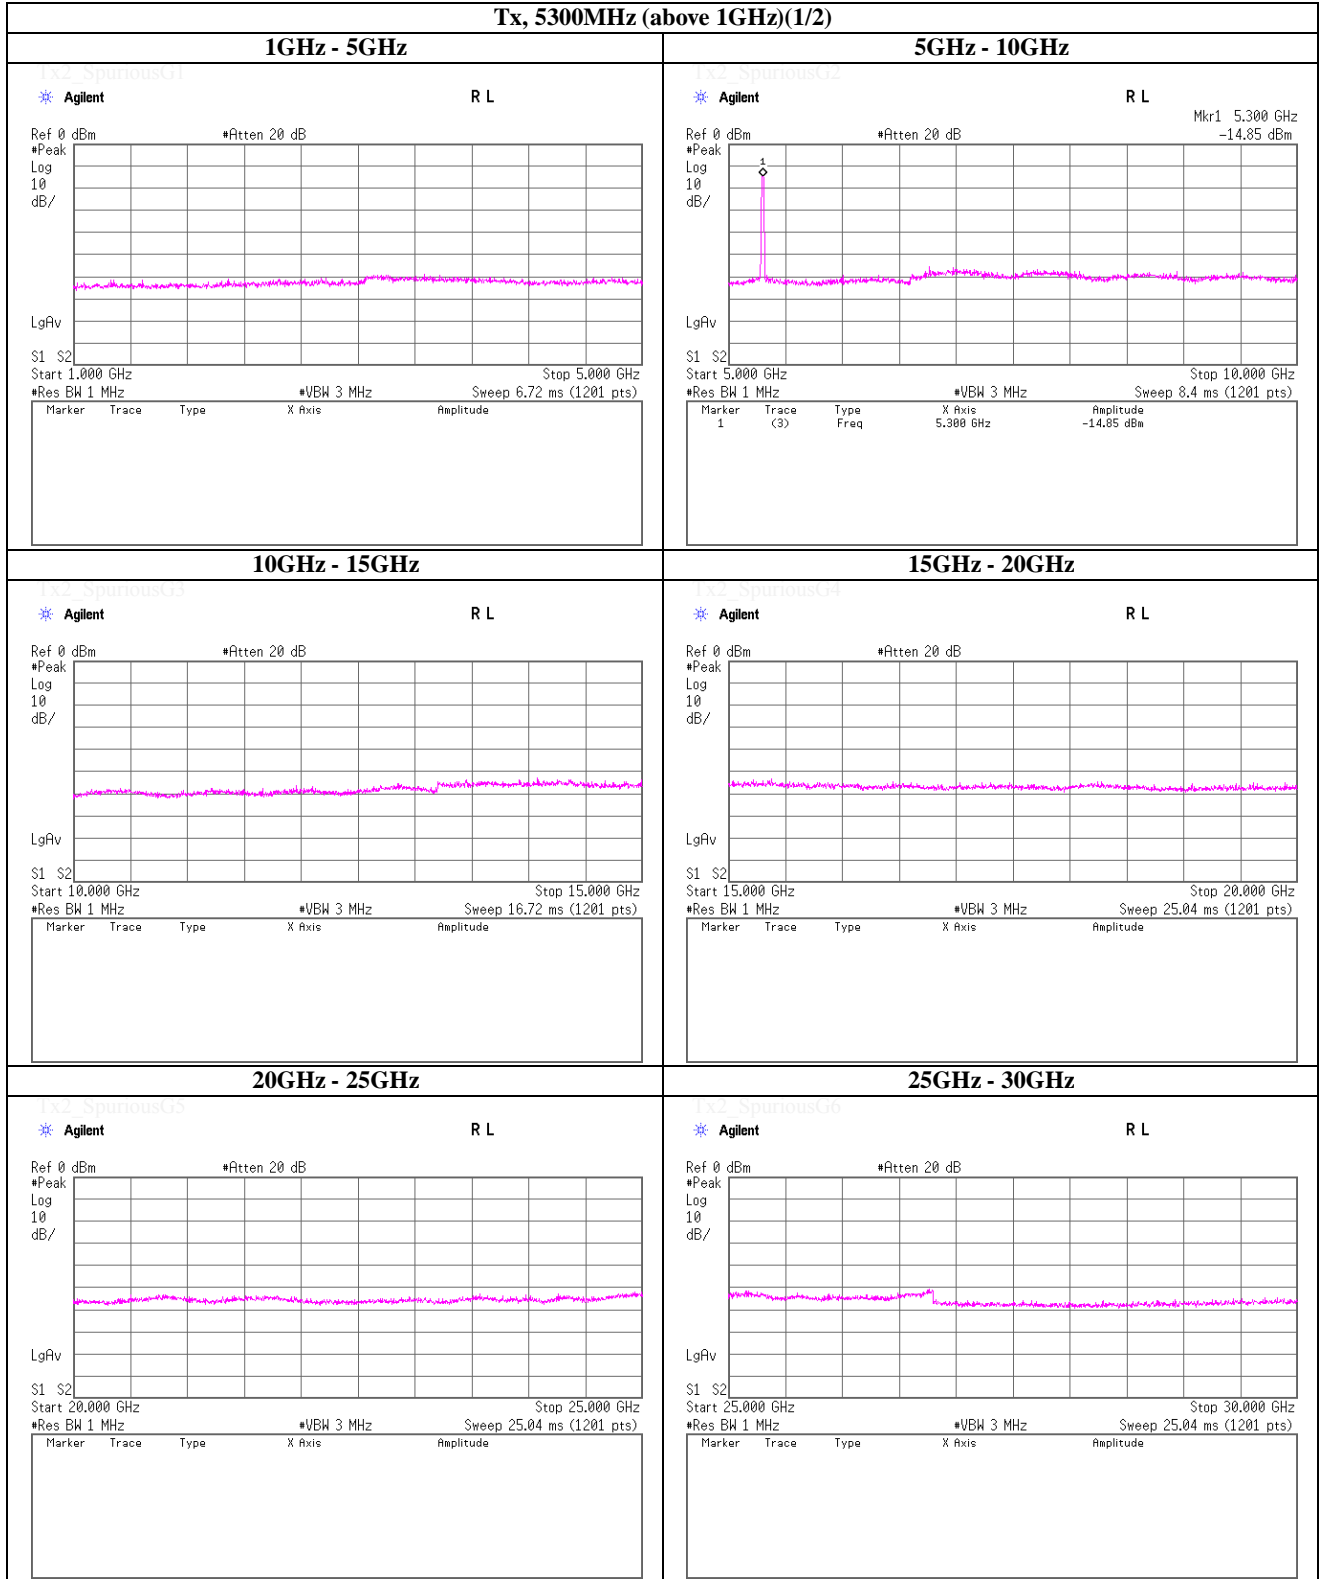 Tx, 5300MHz (above 1GHz)(1/2)
1GHz - 5GHz
5GHz - 10GHz
Tx2_SpuriousG1
Agilent
R L
Ref 0 dBm
#Atten 20 dB
#Peak
Log
10
dB/
LgAv
S1 S2
Start 1.000 GHz
Stop 5.000 GHz
#Res BW 1 MHz
#VBW 3 MHz
Sweep 6.72 ms (1201 pts)
Marker Trace Type X Axis Amplitude
Tx2_SpuriousG2
Agilent
R L
Mkr1 5.300 GHz
Ref 0 dBm
#Atten 20 dB
-14.85 dBm
#Peak
Log
10
dB/
1
LgAv
S1 S2
Start 5.000 GHz
Stop 10.000 GHz
#Res BW 1 MHz
#VBW 3 MHz
Sweep 8.4 ms (1201 pts)
Marker Trace Type X Axis Amplitude
1 (3) Freq 5.300 GHz -14.85 dBm
10GHz - 15GHz
15GHz - 20GHz
Tx2_SpuriousG3
Agilent
R L
Ref 0 dBm
#Atten 20 dB
#Peak
Log
10
dB/
LgAv
S1 S2
Start 10.000 GHz
Stop 15.000 GHz
#Res BW 1 MHz
#VBW 3 MHz
Sweep 16.72 ms (1201 pts)
Marker Trace Type X Axis Amplitude
Tx2_SpuriousG4
Agilent
R L
Ref 0 dBm
#Atten 20 dB
#Peak
Log
10
dB/
LgAv
S1 S2
Start 15.000 GHz
Stop 20.000 GHz
#Res BW 1 MHz
#VBW 3 MHz
Sweep 25.04 ms (1201 pts)
Marker Trace Type X Axis Amplitude
20GHz - 25GHz
25GHz - 30GHz
Tx2_SpuriousG5
Agilent
R L
Ref 0 dBm
#Atten 20 dB
#Peak
Log
10
dB/
LgAv
S1 S2
Start 20.000 GHz
Stop 25.000 GHz
#Res BW 1 MHz
#VBW 3 MHz
Sweep 25.04 ms (1201 pts)
Marker Trace Type X Axis Amplitude
Tx2_SpuriousG6
Agilent
R L
Ref 0 dBm
#Atten 20 dB
#Peak
Log
10
dB/
LgAv
S1 S2
Start 25.000 GHz
Stop 30.000 GHz
#Res BW 1 MHz
#VBW 3 MHz
Sweep 25.04 ms (1201 pts)
Marker Trace Type X Axis Amplitude